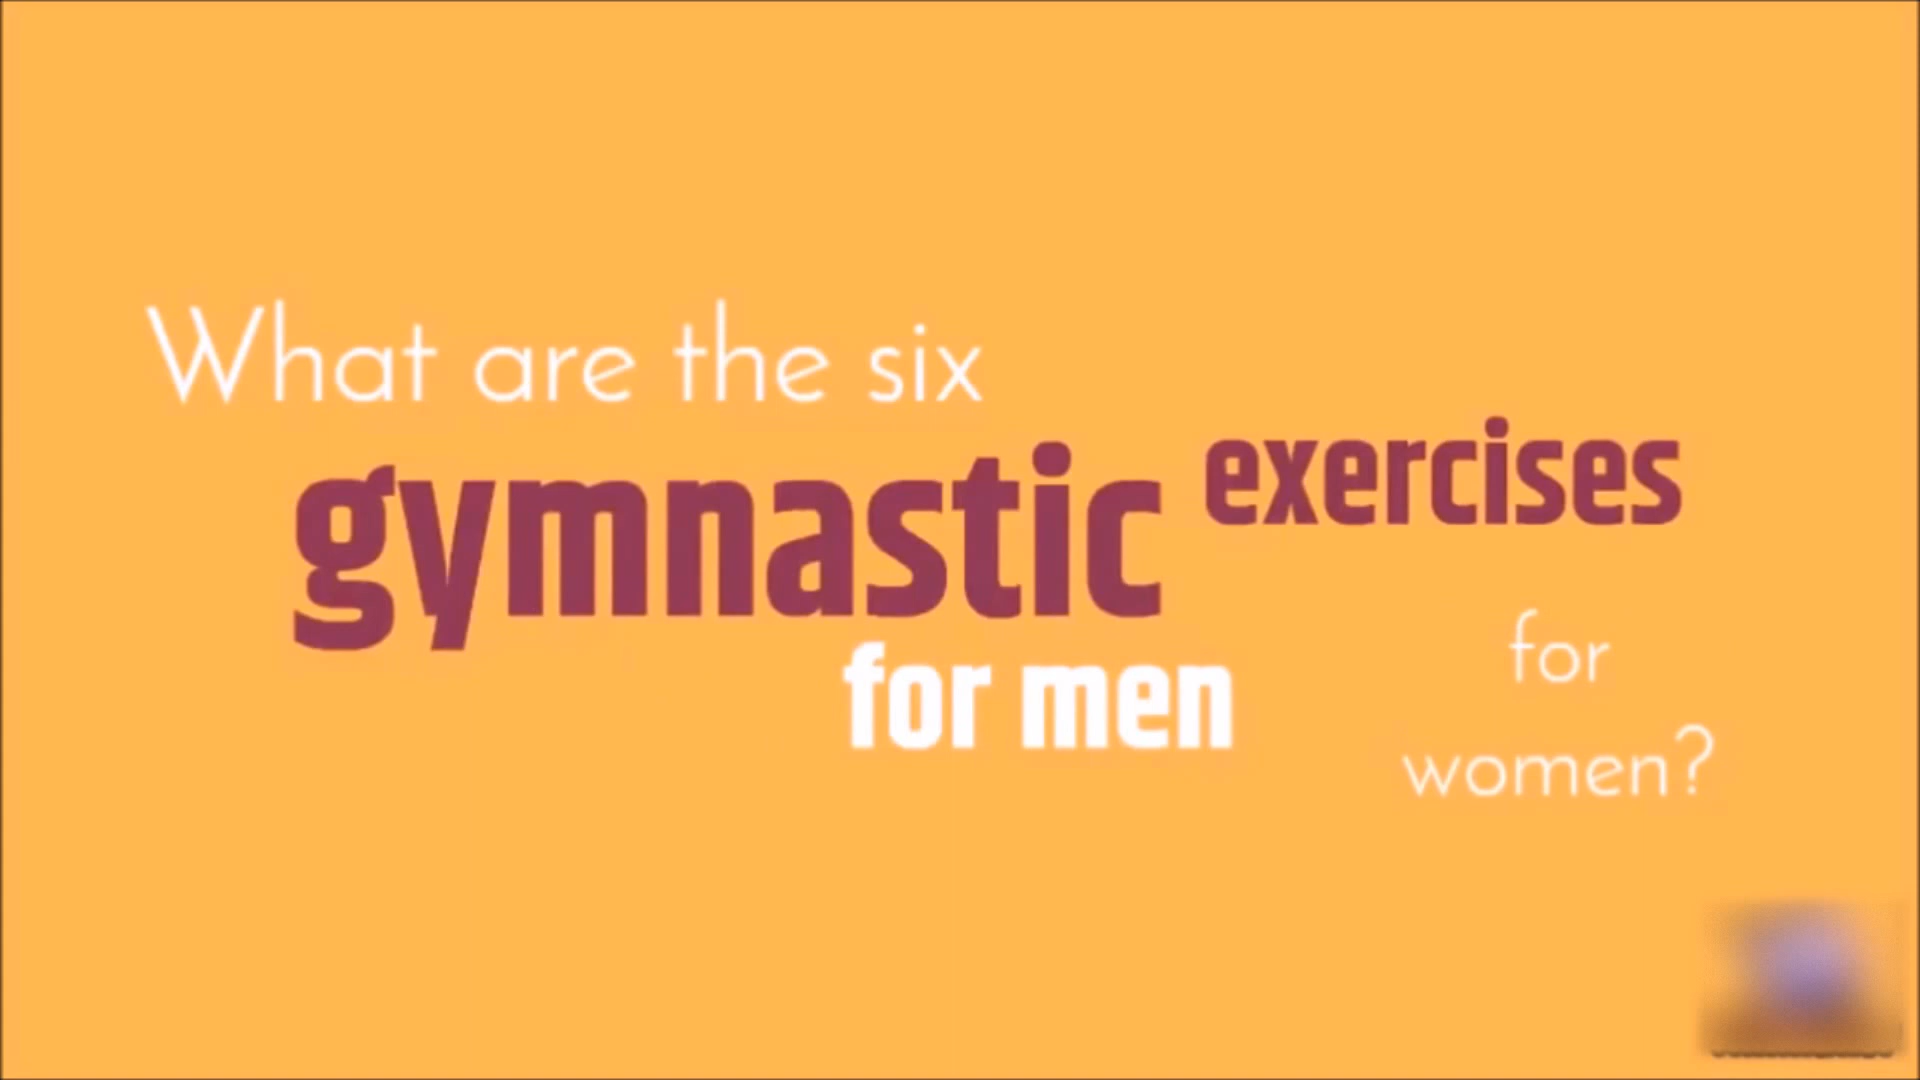 What are the six
gymnastic exercises
for men
for
women?